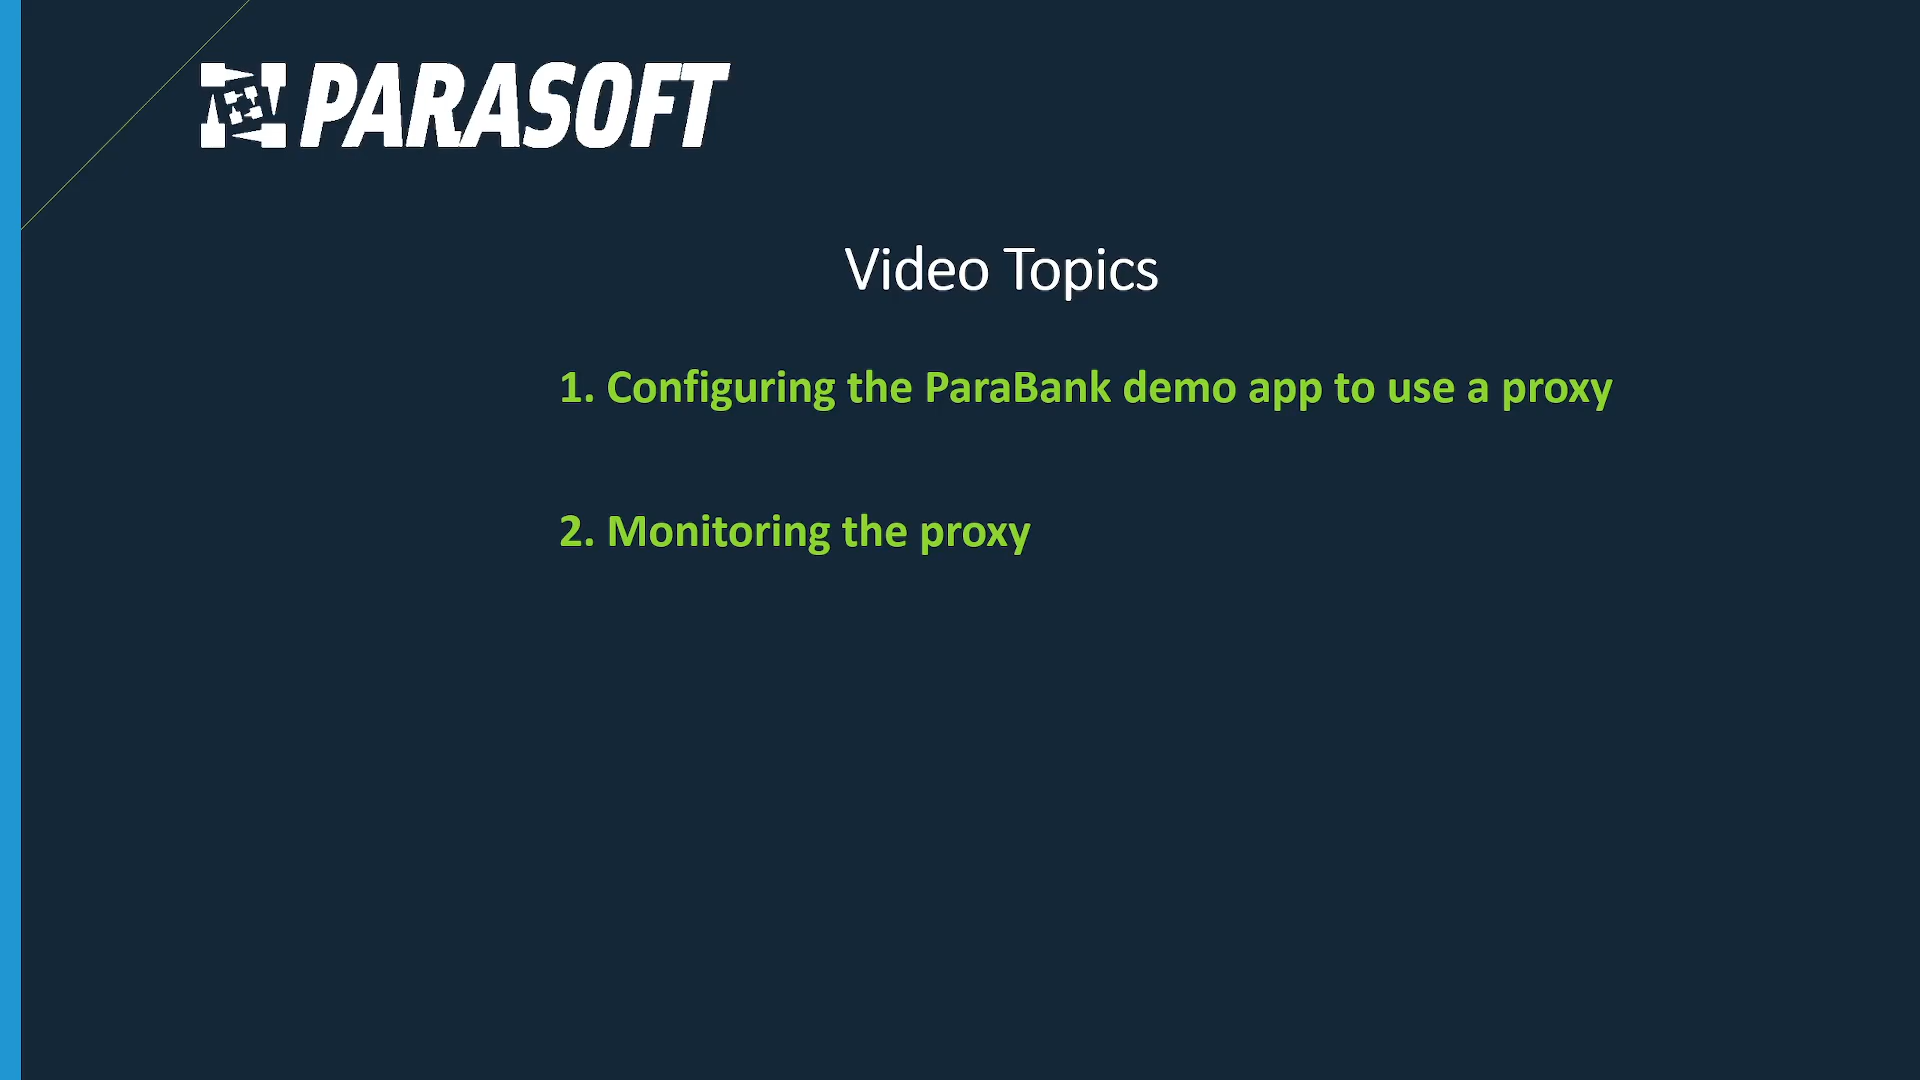 PARASOFT
Video Topics
1. Configuring the ParaBank demo app to use a proxy
2. Monitoring the proxy